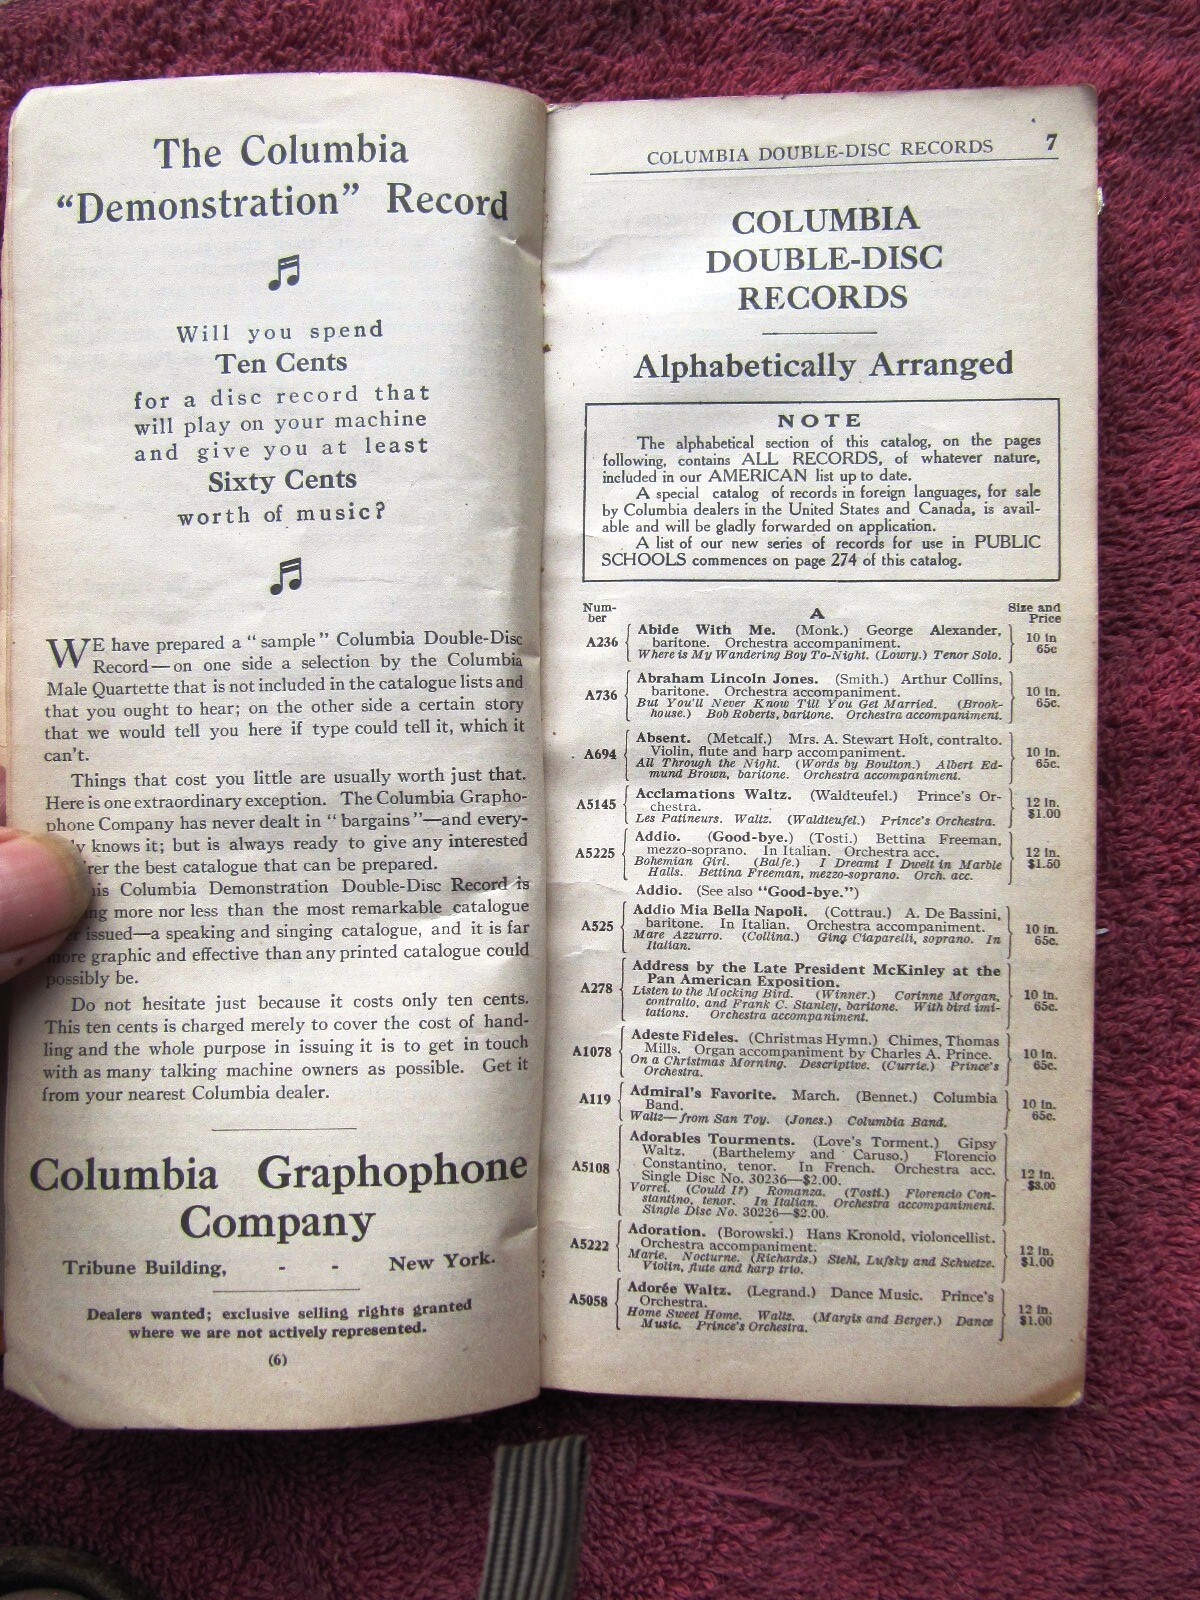 The Columbia
"Demonstration" Record
Will you spend
Ten Cents
for a disc record that
will play on your machine
and give you at least
Sixty Cents
worth of music?
WE have prepared a "sample" Columbia Double-Disc
Record—on one side a selection by the Columbia
Male Quartette that is not included in the catalogue lists and
that you ought to hear; on the other side a certain story
that we would tell you here if type could tell it, which it
can't.
Things that cost you little are usually worth just that.
Here is one extraordinary exception. The Columbia Grapho-
phone Company has never dealt in "bargains"—and every-
knows it; but is always ready to give any interested
the best catalogue that can be prepared.
Columbia Demonstration Double-Disc Record is
more nor less than the most remarkable catalogue
issued—a speaking and singing catalogue, and it is far
more graphic and effective than any printed catalogue could
possibly be.
Do not hesitate just because it costs only ten cents.
This ten cents is charged merely to cover the cost of hand-
ling and the whole purpose in issuing it is to get in touch
with as many talking machine owners as possible. Get it
from your nearest Columbia dealer.
Columbia Graphophone
Company
Tribune Building, - - New York.
Dealers wanted; exclusive selling rights granted
where we are not actively represented.
(6)
COLUMBIA DOUBLE-DISC RECORDS 7
COLUMBIA
DOUBLE-DISC
RECORDS
Alphabetically Arranged
NOTE
The alphabetical section of this catalog, on the pages
following, contains ALL RECORDS, of whatever nature,
included in our AMERICAN list up to date.
A special catalog of records in foreign languages, for sale
by Columbia dealers in the United States and Canada, is avail-
able and will be gladly forwarded on application.
A list of our new series of records for use in PUBLIC
SCHOOLS commences on page 274 of this catalog.
Num-
ber
A
Size and
Price
A236
Abide With Me. (Monk.) George Alexander,
baritone. Orchestra accompaniment.
Where is My Wandering Boy To-Night. (Lowry.) Tenor Solo.
10 in
65c
A736
Abraham Lincoln Jones. (Smith.) Arthur Collins,
baritone. Orchestra accompaniment.
But You'll Never Know Till You Get Married. (Brook-
house.) Bob Roberts, baritone. Orchestra accompaniment.
10 in.
65c.
A694
Absent. (Metcalf.) Mrs. A. Stewart Holt, contralto.
Violin, flute and harp accompaniment.
All Through the Night. (Words by Boulton.) Albert Ed-
mund Brown, baritone. Orchestra accompaniment.
10 in.
65c.
A5145
Acclamations Waltz. (Waldteufel.) Prince's Or-
chestra.
Les Patineurs. Waltz. (Waldteufel.) Prince's Orchestra.
12 in.
$1.00
A5225
Addio. (Good-bye.) (Tosti.) Bettina Freeman,
mezzo-soprano. In Italian. Orchestra acc.
Bohemian Girl. (Balfe.) I Dreamt I Dwelt in Marble
Halls. Bettina Freeman, mezzo-soprano. Orch. acc.
12 in.
$1.50
Addio. (See also "Good-bye.")
A525
Addio Mia Bella Napoli. (Cottrau.) A. De Bassini,
baritone. In Italian. Orchestra accompaniment.
Mare Azzurro. (Collina.) Gina Ciaparelli, soprano. In
Italian.
10 in.
65c.
A278
Address by the Late President McKinley at the
Pan American Exposition.
Listen to the Mocking Bird. (Winner.) Corinne Morgan,
contralto, and Frank C. Stanley, baritone. With bird imi-
tations. Orchestra accompaniment.
10 in.
65c.
A1078
Adeste Fideles. (Christmas Hymn.) Chimes, Thomas
Mills. Organ accompaniment by Charles A. Prince.
On a Christmas Morning. Descriptive. (Currie.) Prince's
Orchestra.
10 in.
65c.
A119
Admiral's Favorite. March. (Bennet.) Columbia
Band.
Waltz—from San Toy. (Jones.) Columbia Band.
10 in.
65c.
A5108
Adorables Tourments. (Love's Torment.) Gipsy
Waltz. (Barthelemy and Caruso.) Florencio
Constantino, tenor. In French. Orchestra acc.
Single Disc No. 30236—$2.00.
Vorrei. (Could I?) Romanza. (Tosti.) Florencio Con-
stantino, tenor. In Italian. Orchestra accompaniment.
Single Disc No. 30226—$2.00.
12 in.
$3.00
A5222
Adoration. (Borowski.) Hans Kronold, violoncellist.
Orchestra accompaniment.
Marie. Nocturne. (Richards.) Stehl, Lufsky and Schuetze.
Violin, flute and harp trio.
12 in.
$1.00
A5058
Adorée Waltz. (Legrand.) Dance Music. Prince's
Orchestra.
Home Sweet Home. Waltz. (Margis and Berger.) Dance
Music. Prince's Orchestra.
12 in.
$1.00